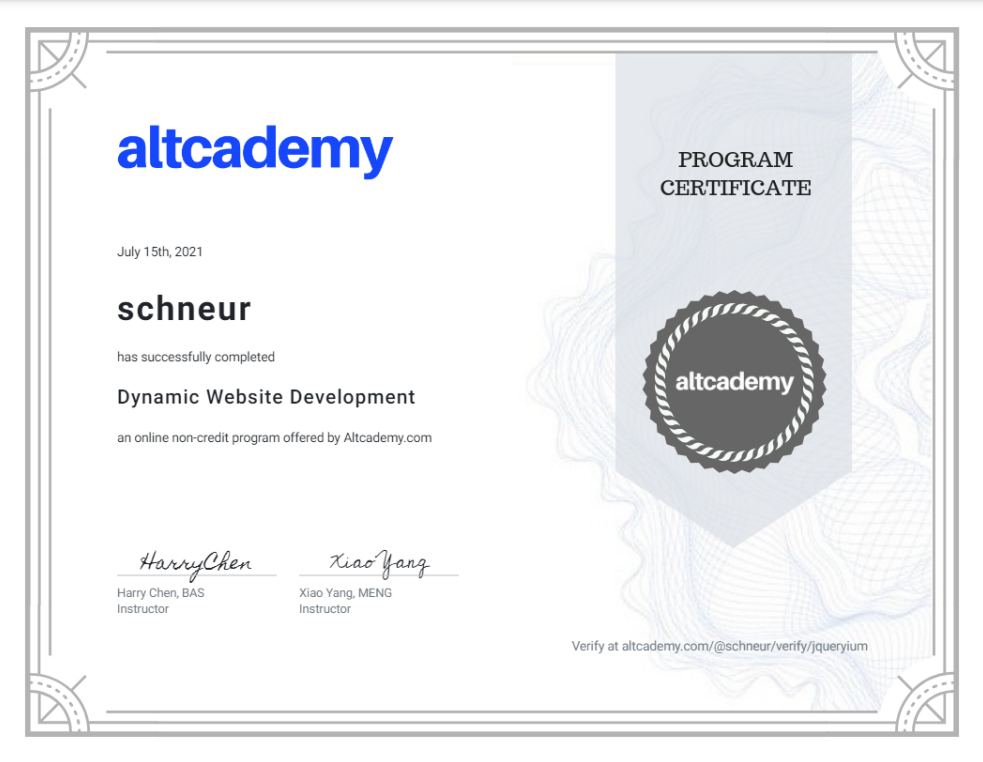 altcademy
PROGRAM
CERTIFICATE
July 15th, 2021
schneur
has successfully completed
Dynamic Website Development
an online non-credit program offered by Altcademy.com
altcademy
HarryChen
Xiao Yang
Harry Chen, BAS
Instructor
Xiao Yang, MENG
Instructor
Verify at altcademy.com/@schneur/verify/jqueryium